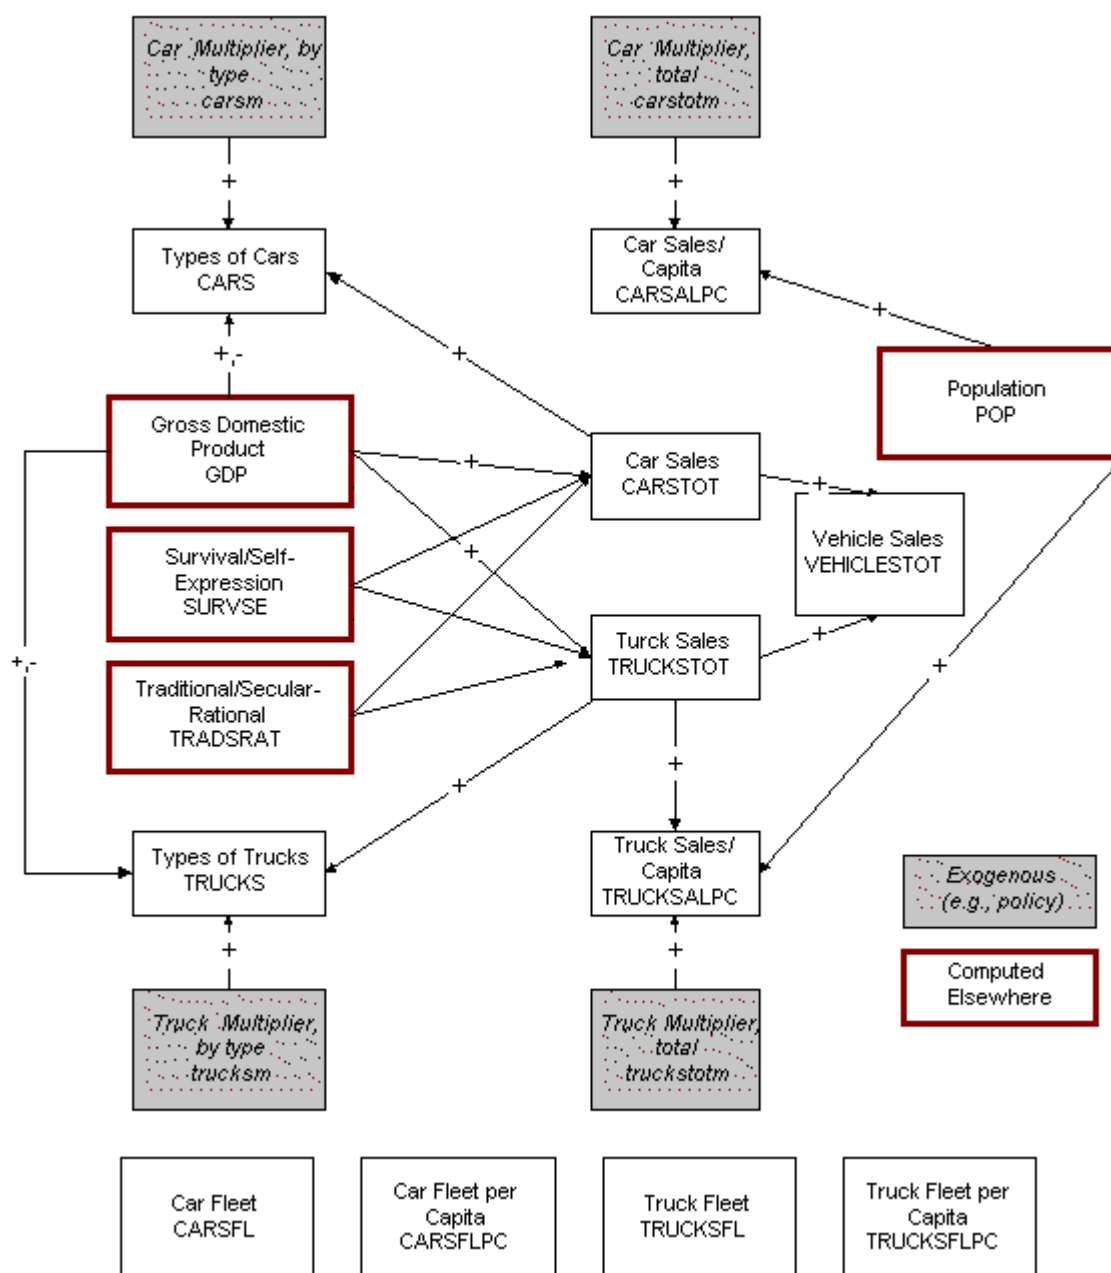 Car Multiplier, by
type
carsm
Car Multiplier,
total
carstotm
+
+
Types of Cars
CARS
Car Sales/
Capita
CARSALPC
+
+,-
+
Population
POP
Gross Domestic
Product
GDP
+
Car Sales
CARSTOT
+
Vehicle Sales
VEHICLESTOT
Survival/Self-
Expression
SURVSE
+
Turck Sales
TRUCKSTOT
+
+,-
+
Traditional/Secular-
Rational
TRADSRAT
+
+
Types of Trucks
TRUCKS
Truck Sales/
Capita
TRUCKSALPC
Exogenous
(e.g., policy)
+
+
Computed
Elsewhere
Truck Multiplier,
by type
trucksm
Truck Multiplier,
total
truckstotm
Car Fleet
CARSFL
Car Fleet per
Capita
CARSFLPC
Truck Fleet
TRUCKSFL
Truck Fleet per
Capita
TRUCKSFLPC